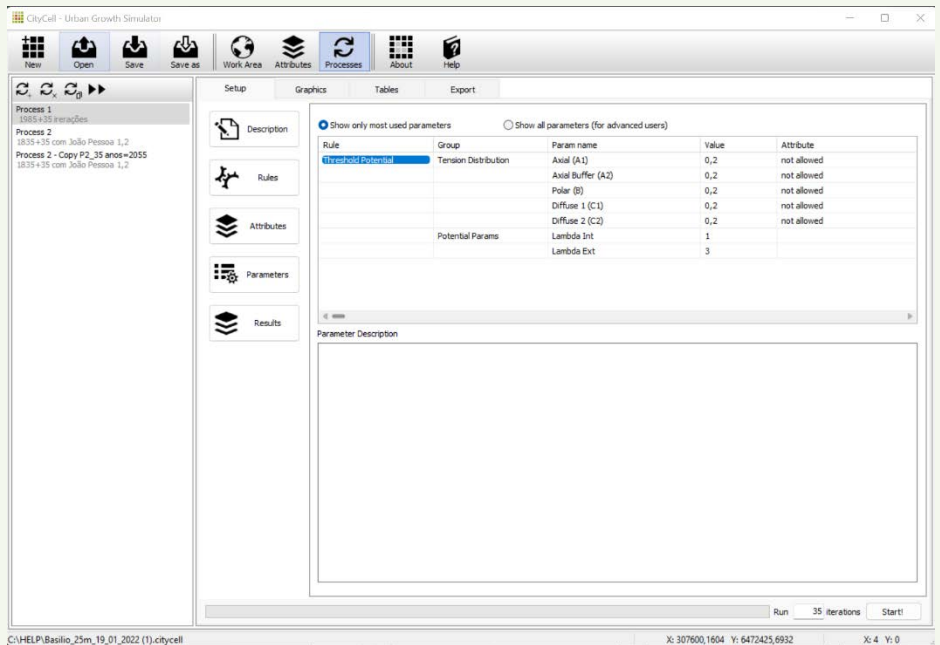 CityCell - Urban Growth Simulator
New Open Save Save as Work Area Attributes Processes About Help
Setup Graphics Tables Export
Process 1
1985+35 irerações
Process 2
1835+35 com João Pessoa 1,2
Process 2 - Copy P2_35 anos=2055
1835+35 com João Pessoa 1,2
Description
Rules
Attributes
Parameters
Results
Show only most used parameters Show all parameters (for advanced users)
Rule Group Param name Value Attribute
Threshold Potential Tension Distribution Axial (A1) 0,2 not allowed
Axial Buffer (A2) 0,2 not allowed
Polar (B) 0,2 not allowed
Diffuse 1 (C1) 0,2 not allowed
Diffuse 2 (C2) 0,2 not allowed
Potential Params Lambda Int 1
Lambda Ext 3
Parameter Description
Run 35 iterations Start!
C:\HELP\Basilio_25m_19_01_2022 (1).citycell X: 307600,1604 Y: 6472425,6932 X: 4 Y: 0